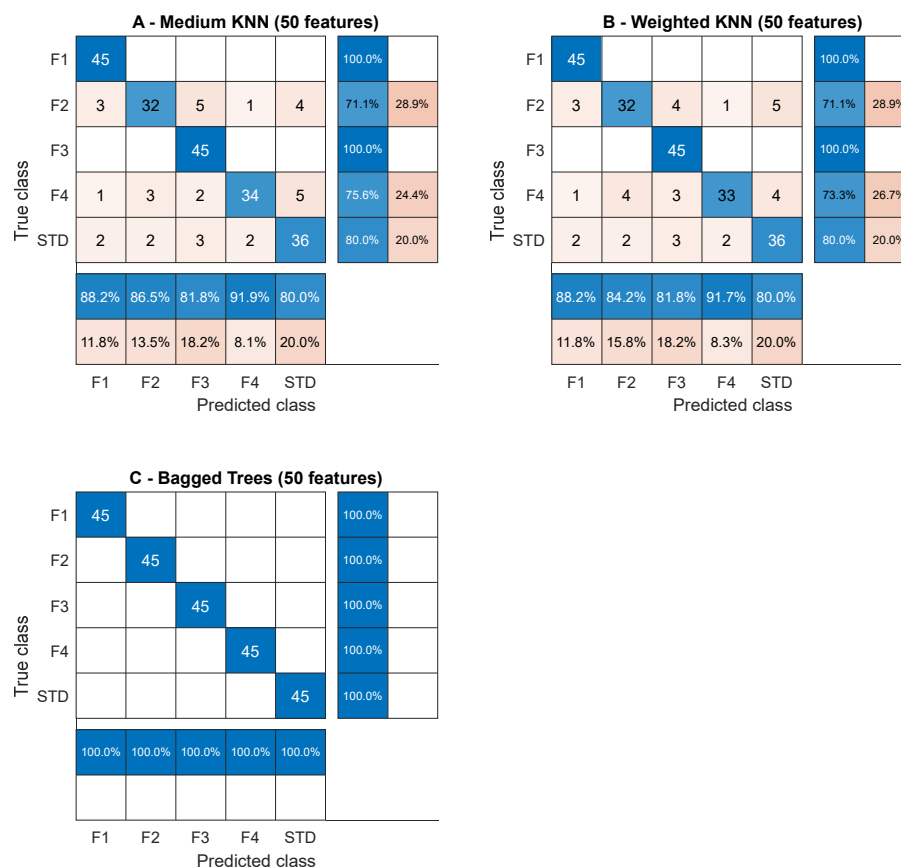 A - Medium KNN (50 features)
F1 45 100.0%
F2 3 32 5 1 4 71.1% 28.9%
F3 45 100.0%
F4 1 3 2 34 5 75.6% 24.4%
STD 2 2 3 2 36 80.0% 20.0%
88.2% 86.5% 81.8% 91.9% 80.0%
11.8% 13.5% 18.2% 8.1% 20.0%
F1 F2 F3 F4 STD
Predicted class
True class
B - Weighted KNN (50 features)
F1 45 100.0%
F2 3 32 4 1 5 71.1% 28.9%
F3 45 100.0%
F4 1 4 3 33 4 73.3% 26.7%
STD 2 2 3 2 36 80.0% 20.0%
88.2% 84.2% 81.8% 91.7% 80.0%
11.8% 15.8% 18.2% 8.3% 20.0%
F1 F2 F3 F4 STD
Predicted class
True class
C - Bagged Trees (50 features)
F1 45 100.0%
F2 45 100.0%
F3 45 100.0%
F4 45 100.0%
STD 45 100.0%
100.0% 100.0% 100.0% 100.0% 100.0%
F1 F2 F3 F4 STD
Predicted class
True class